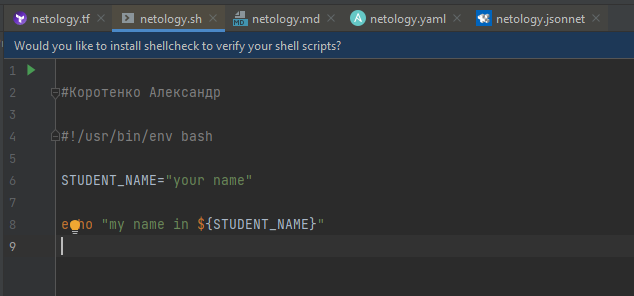 netology.tf netology.sh netology.md netology.yaml netology.jsonnet
Would you like to install shellcheck to verify your shell scripts?
1
2 #Коротенко Александр
3
4 #!/usr/bin/env bash
5
6 STUDENT_NAME="your name"
7
8 echo "my name in ${STUDENT_NAME}"
9